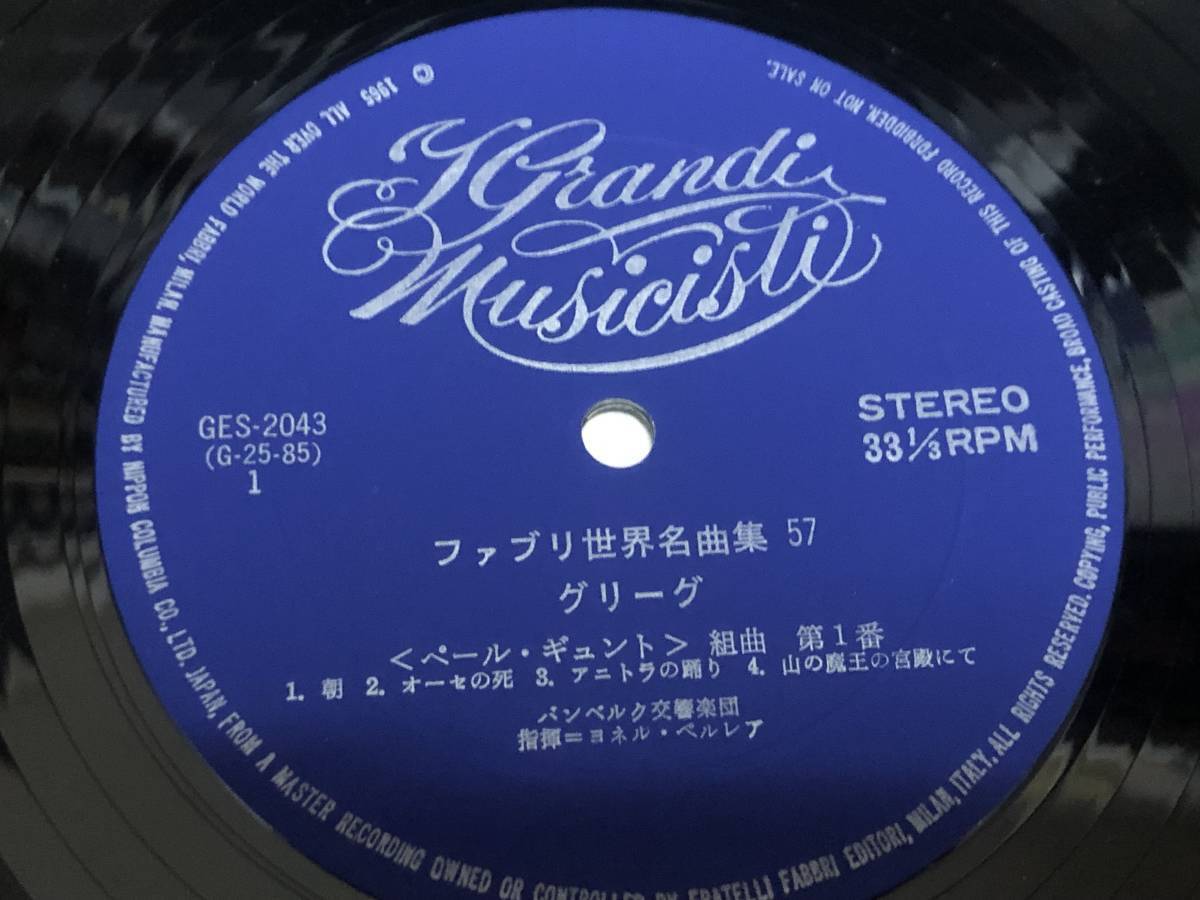 I Grandi
Musicisti
GES-2043
(G-25-85)
1
STEREO
33 1/3 RPM
ファブリ世界名曲集 57
グリーグ
<ペール・ギュント> 組曲 第1番
1. 朝 2. オーセの死 3. アニトラの踊り 4. 山の魔王の宮殿にて
バンベルク交響楽団
指揮=ヨネル・ペルレア
© 1965 ALL OVER THE WORLD FABBRI, MILAN. MANUFACTURED BY NIPPON COLUMBIA CO., LTD. JAPAN, FROM A MASTER RECORDING OWNED OR CONTROLLED BY FRATELLI FABBRI EDITORI, MILAN, ITALY. ALL RIGHTS RESERVED. COPYING, PUBLIC PERFORMANCE, BROAD CASTING OF THIS RECORD FORBIDDEN. NOT ON SALE.